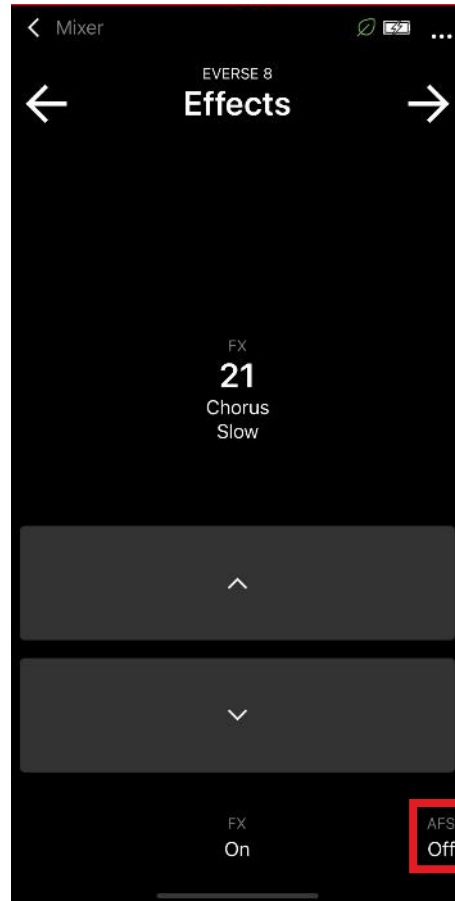 Mixer
...
EVERSE 8
Effects
FX
21
Chorus
Slow
FX
On
AFS
Off